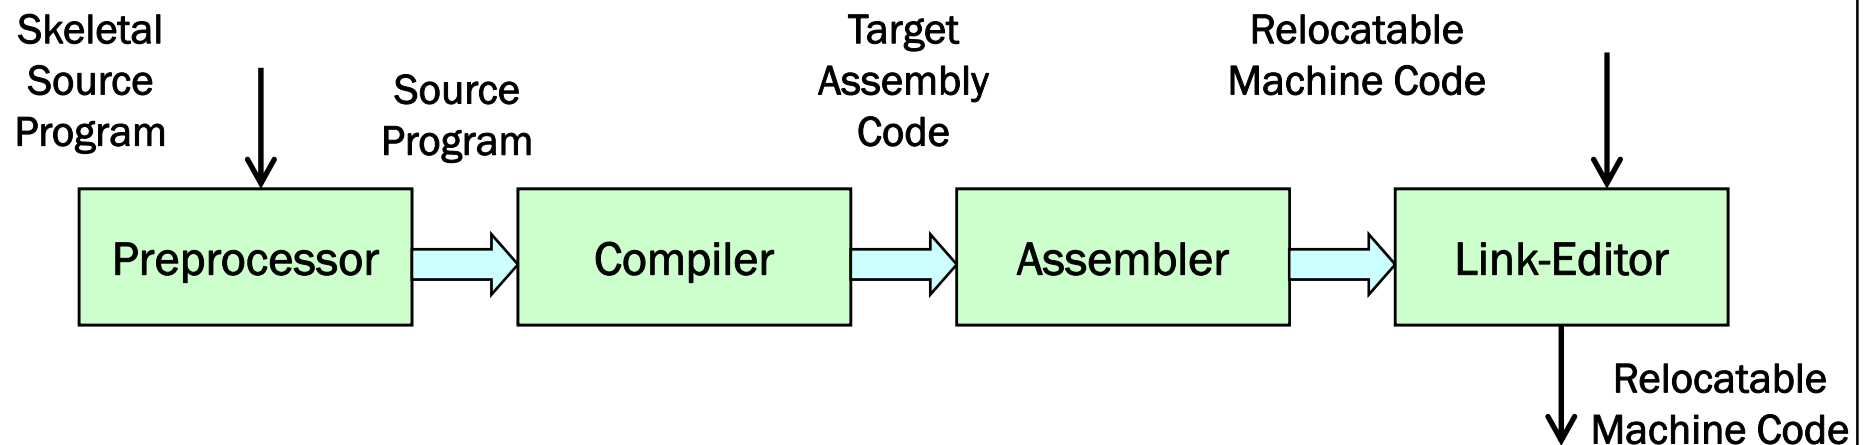 Skeletal
Source
Program
Source
Program
Target
Assembly
Code
Relocatable
Machine Code
Preprocessor
Compiler
Assembler
Link-Editor
Relocatable
Machine Code